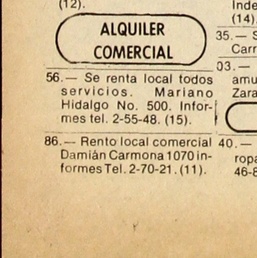 (12).
ALQUILER
COMERCIAL
56.— Se renta local todos
servicios. Mariano
Hidalgo No. 500. Infor-
mes tel. 2-55-48. (15).
86.— Rento local comercial
Damián Carmona 1070 in-
formes Tel. 2-70-21. (11).
Inde
(14)
35.— S
Carr
03.—
amu
Zara
40.—
ropa
46-8